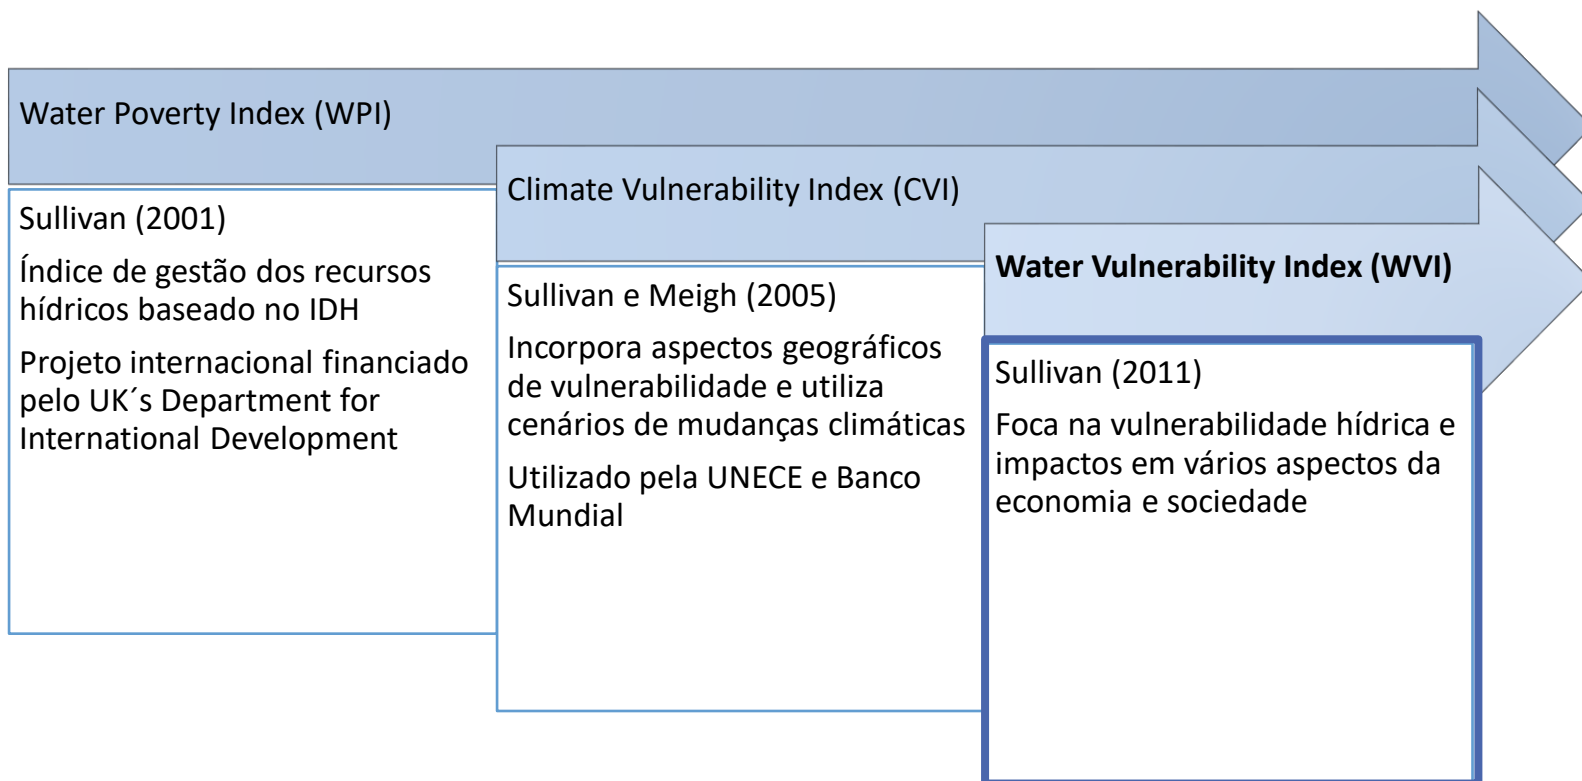 Water Poverty Index (WPI)
Sullivan (2001)
Índice de gestão dos recursos
hídricos baseado no IDH
Projeto internacional financiado
pelo UK´s Department for
International Development
Climate Vulnerability Index (CVI)
Sullivan e Meigh (2005)
Incorpora aspectos geográficos
de vulnerabilidade e utiliza
cenários de mudanças climáticas
Utilizado pela UNECE e Banco
Mundial
Water Vulnerability Index (WVI)
Sullivan (2011)
Foca na vulnerabilidade hídrica e
impactos em vários aspectos da
economia e sociedade